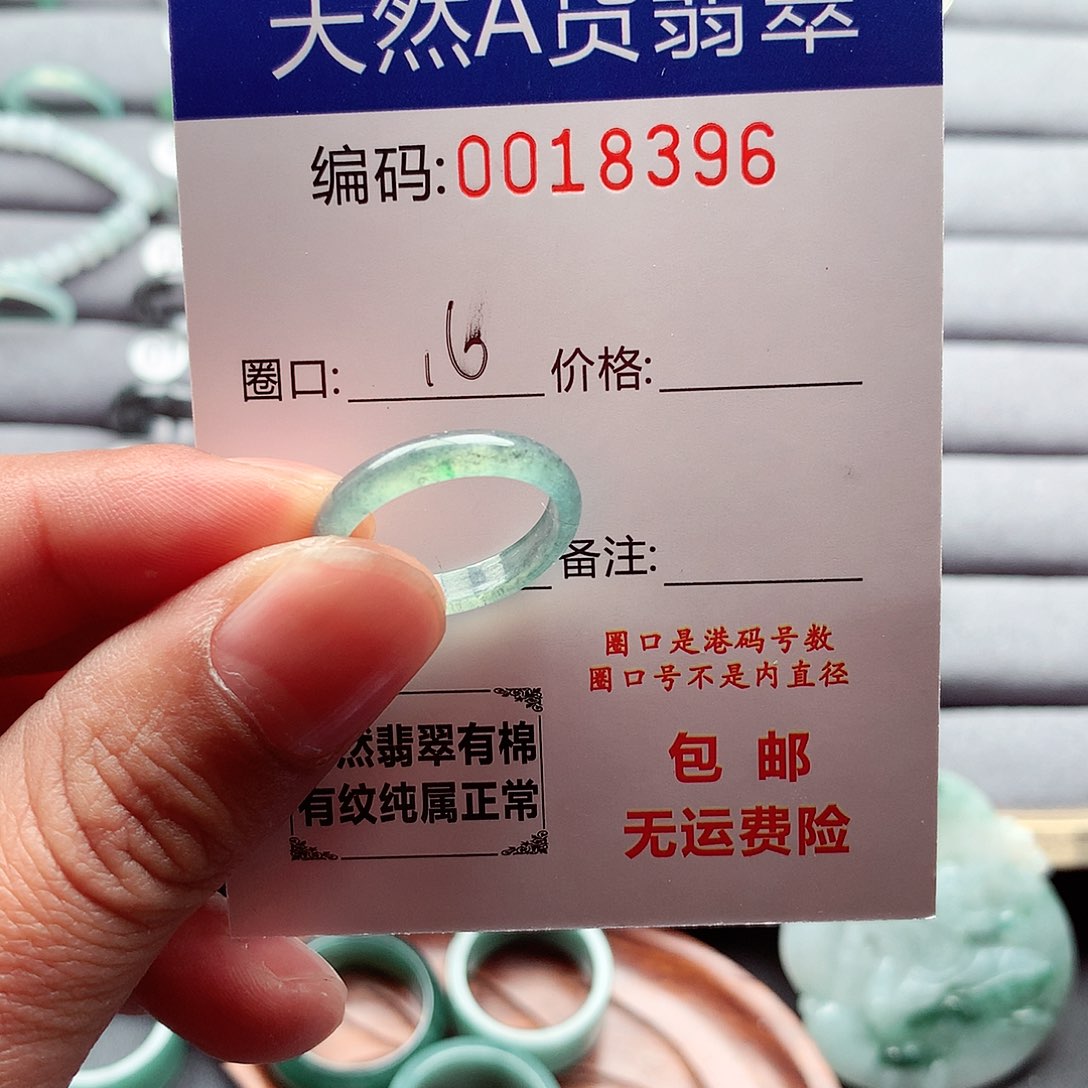 天然A货翡翠
编码:0018396
圈口: 16 价格:
备注:
圈口是港码号数
圈口号不是内直径
然翡翠有棉
有纹纯属正常
包 邮
无运费险